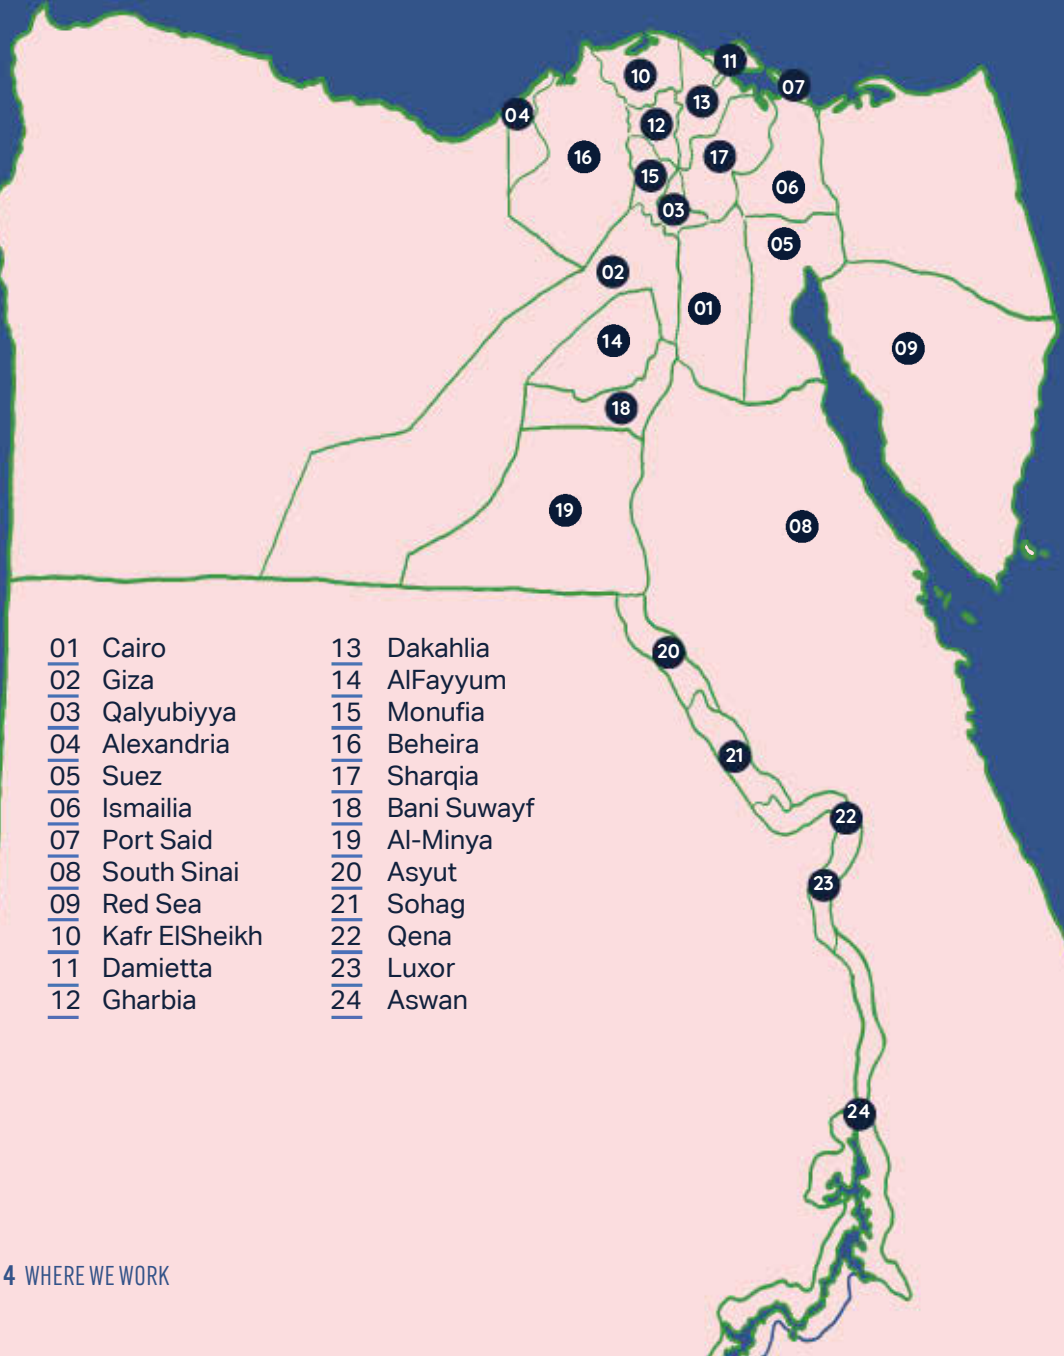 11
10
07
13
04
12
16
17
15
06
03
05
02
01
14
09
18
19
08
20
21
22
23
24
01 Cairo
02 Giza
03 Qalyubiyya
04 Alexandria
05 Suez
06 Ismailia
07 Port Said
08 South Sinai
09 Red Sea
10 Kafr ElSheikh
11 Damietta
12 Gharbia
13 Dakahlia
14 AlFayyum
15 Monufia
16 Beheira
17 Sharqia
18 Bani Suwayf
19 Al-Minya
20 Asyut
21 Sohag
22 Qena
23 Luxor
24 Aswan
4 WHERE WE WORK